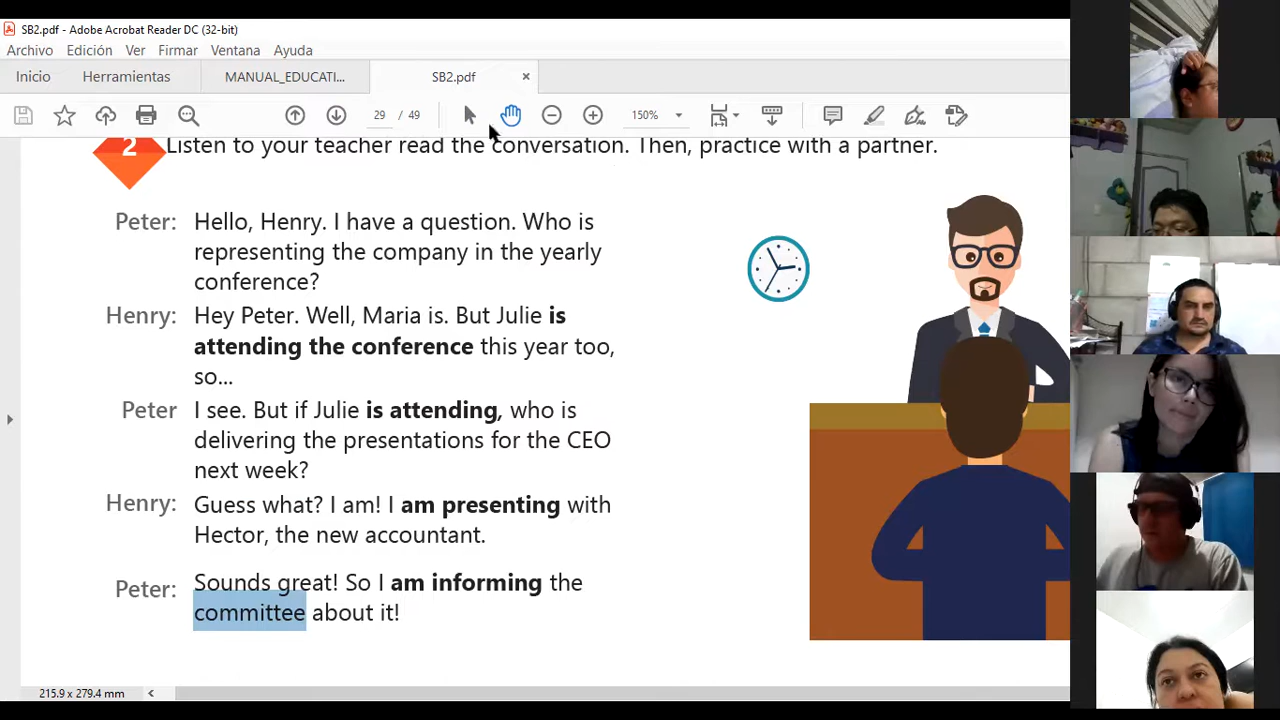 SB2.pdf - Adobe Acrobat Reader DC (32-bit)
Archivo Edición Ver Firmar Ventana Ayuda
Inicio Herramientas MANUAL_EDUCATI... SB2.pdf ×
29 / 49 150%
2 Listen to your teacher read the conversation. Then, practice with a partner.
Peter: Hello, Henry. I have a question. Who is
representing the company in the yearly
conference?
Henry: Hey Peter. Well, Maria is. But Julie is
attending the conference this year too,
so...
Peter I see. But if Julie is attending, who is
delivering the presentations for the CEO
next week?
Henry: Guess what? I am! I am presenting with
Hector, the new accountant.
Peter: Sounds great! So I am informing the
committee about it!
215.9 x 279.4 mm